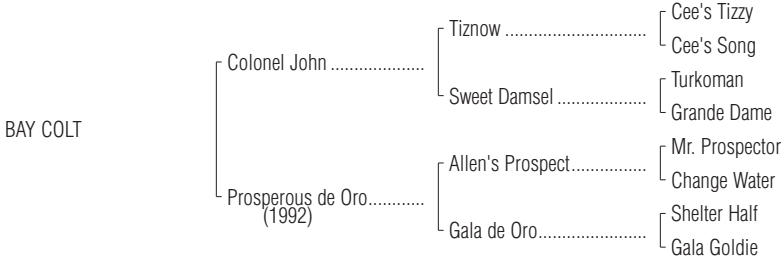 Cee's Tizzy
Tiznow ............................
Cee's Song
Colonel John ....................
Turkoman
Sweet Damsel ..................
Grande Dame
BAY COLT
Mr. Prospector
Allen's Prospect...............
Change Water
Prosperous de Oro............
(1992)
Shelter Half
Gala de Oro.....................
Gala Goldie